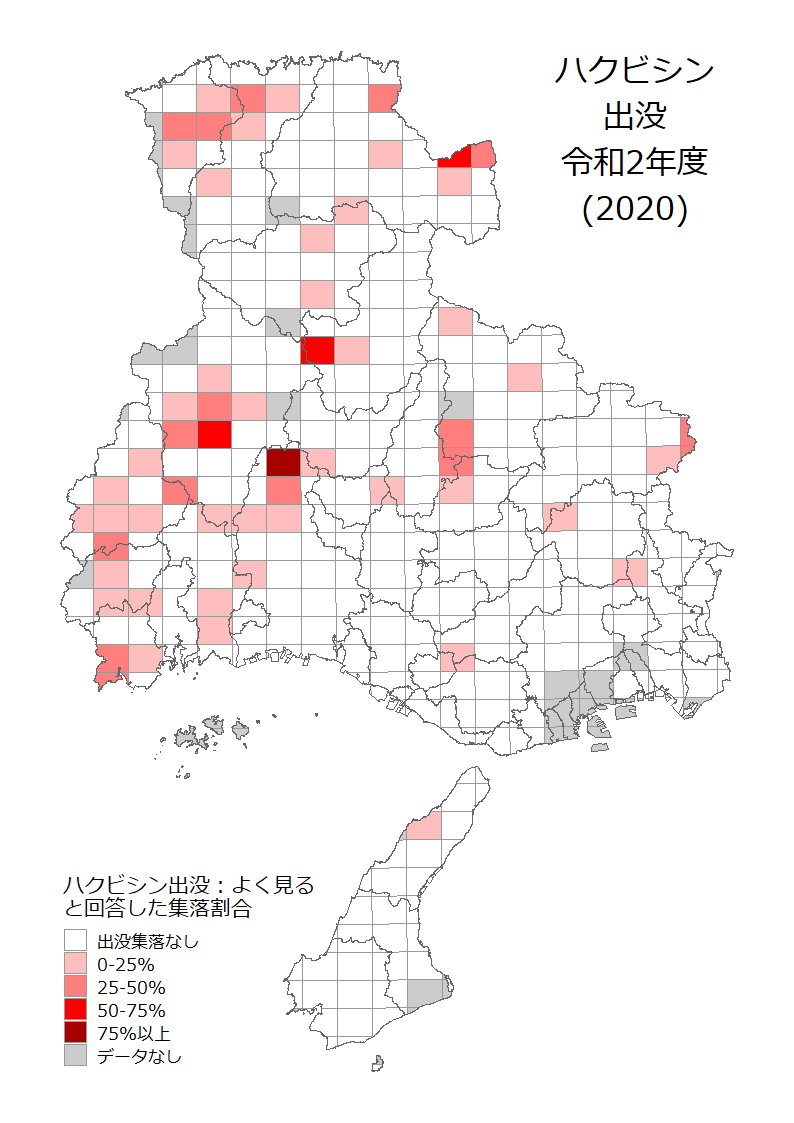 ハクビシン
出没
令和2年度
(2020)
ハクビシン出没：よく見る
と回答した集落割合
出没集落なし
0-25%
25-50%
50-75%
75%以上
データなし